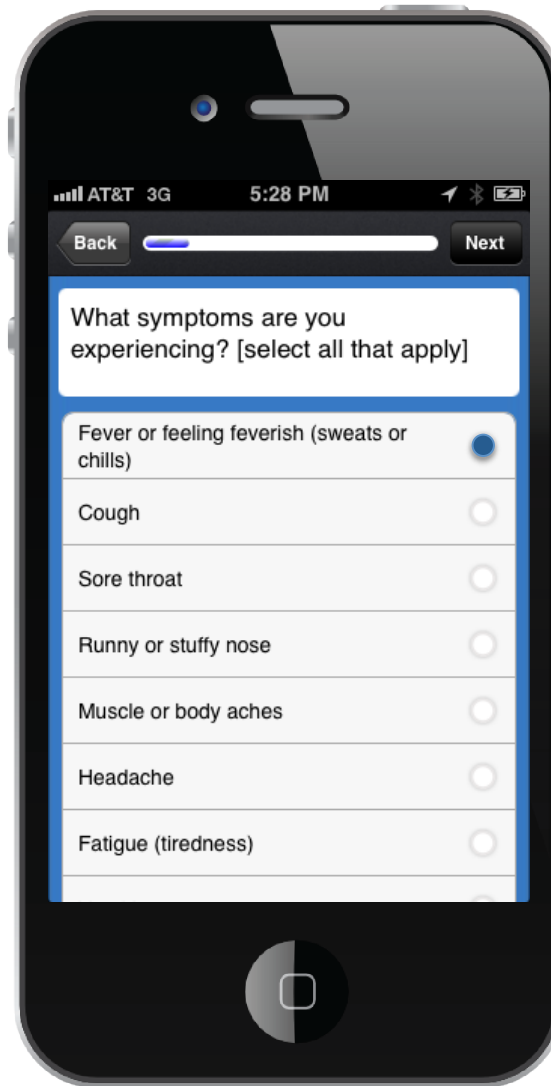 AT&T 3G 5:28 PM
Back Next
What symptoms are you
experiencing? [select all that apply]
Fever or feeling feverish (sweats or
chills)
Cough
Sore throat
Runny or stuffy nose
Muscle or body aches
Headache
Fatigue (tiredness)